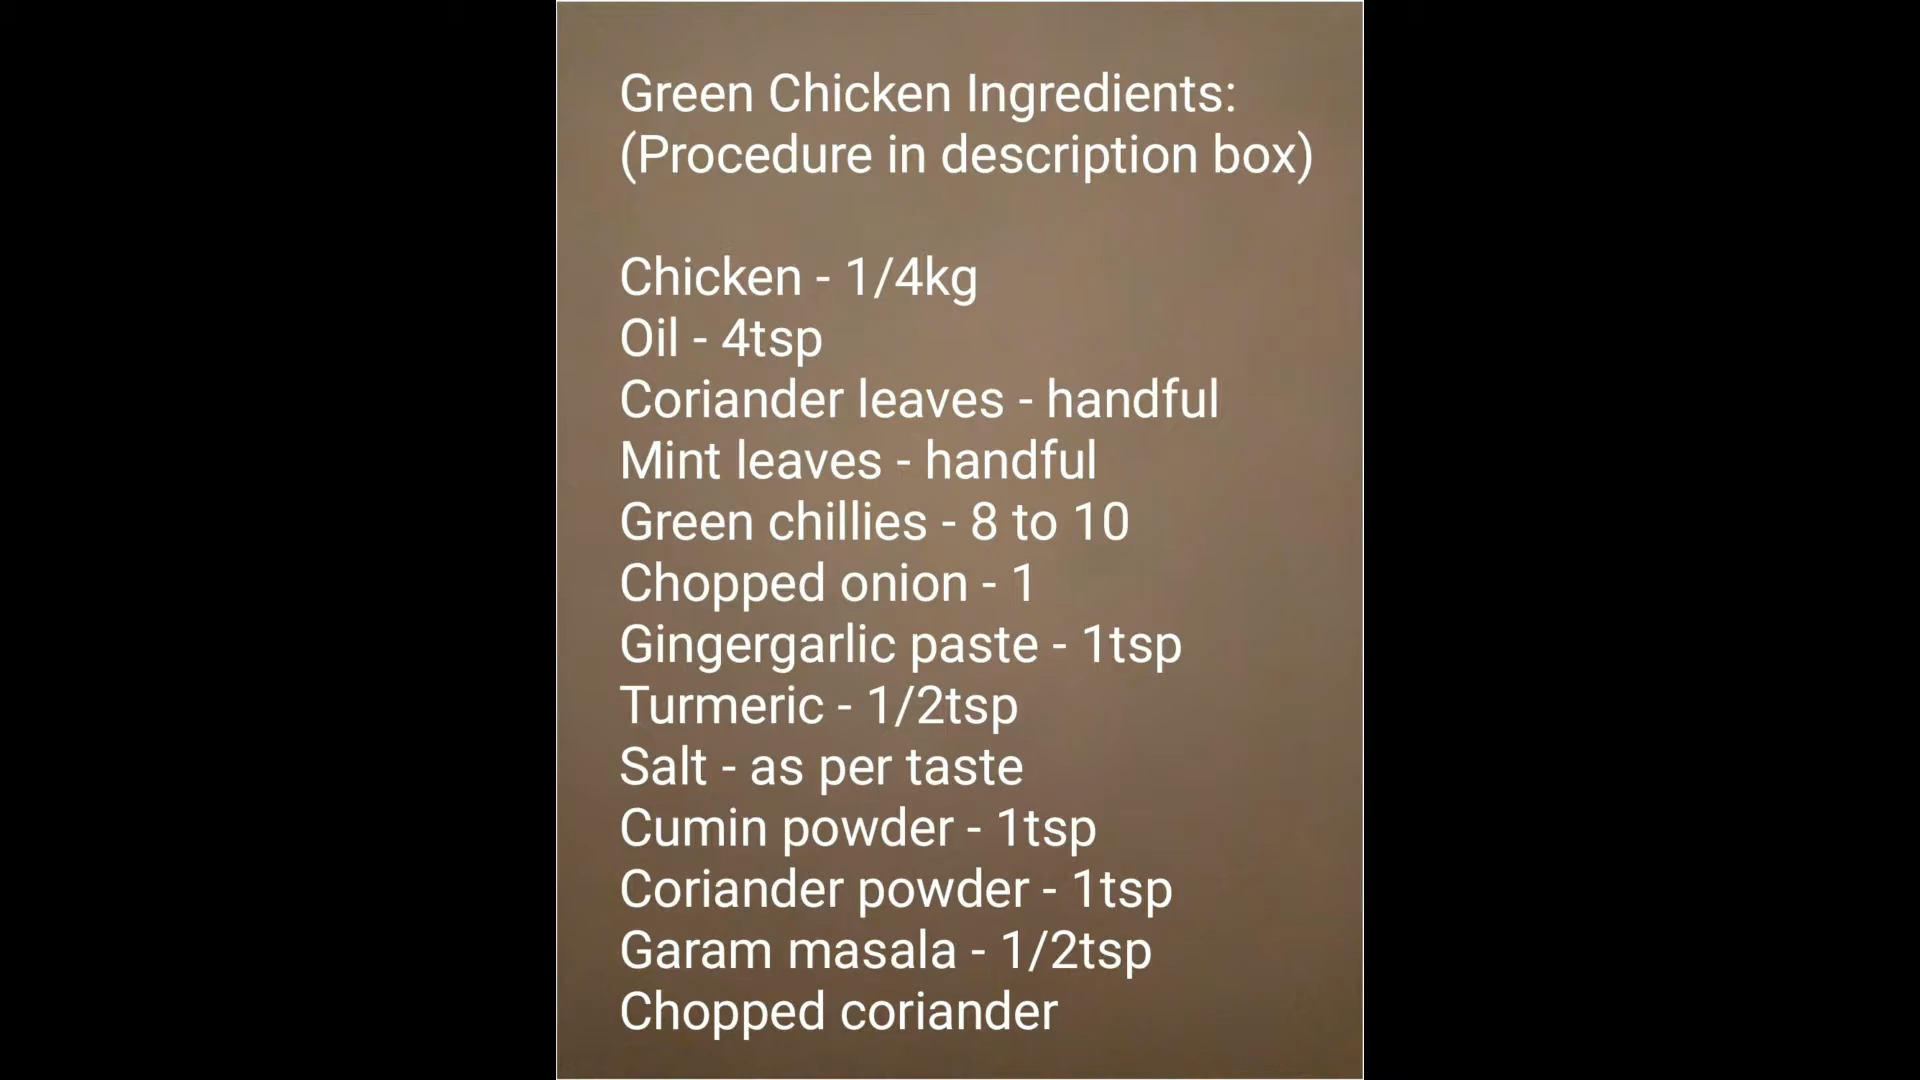 Green Chicken Ingredients:
(Procedure in description box)
Chicken - 1/4kg
Oil - 4tsp
Coriander leaves - handful
Mint leaves - handful
Green chillies - 8 to 10
Chopped onion - 1
Gingergarlic paste - 1tsp
Turmeric - 1/2tsp
Salt - as per taste
Cumin powder - 1tsp
Coriander powder - 1tsp
Garam masala - 1/2tsp
Chopped coriander